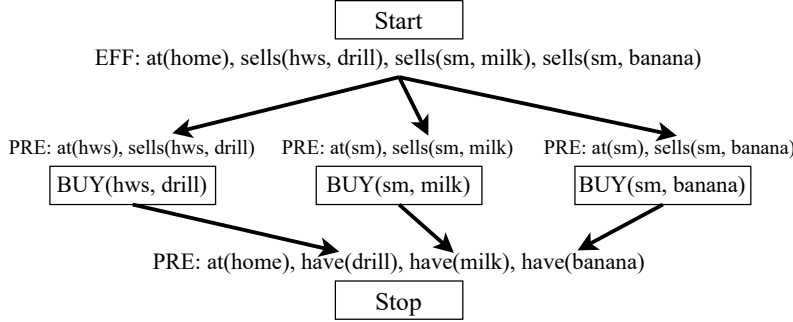 Start
EFF: at(home), sells(hws, drill), sells(sm, milk), sells(sm, banana)
PRE: at(hws), sells(hws, drill) PRE: at(sm), sells(sm, milk) PRE: at(sm), sells(sm, banana)
BUY(hws, drill) BUY(sm, milk) BUY(sm, banana)
PRE: at(home), have(drill), have(milk), have(banana)
Stop